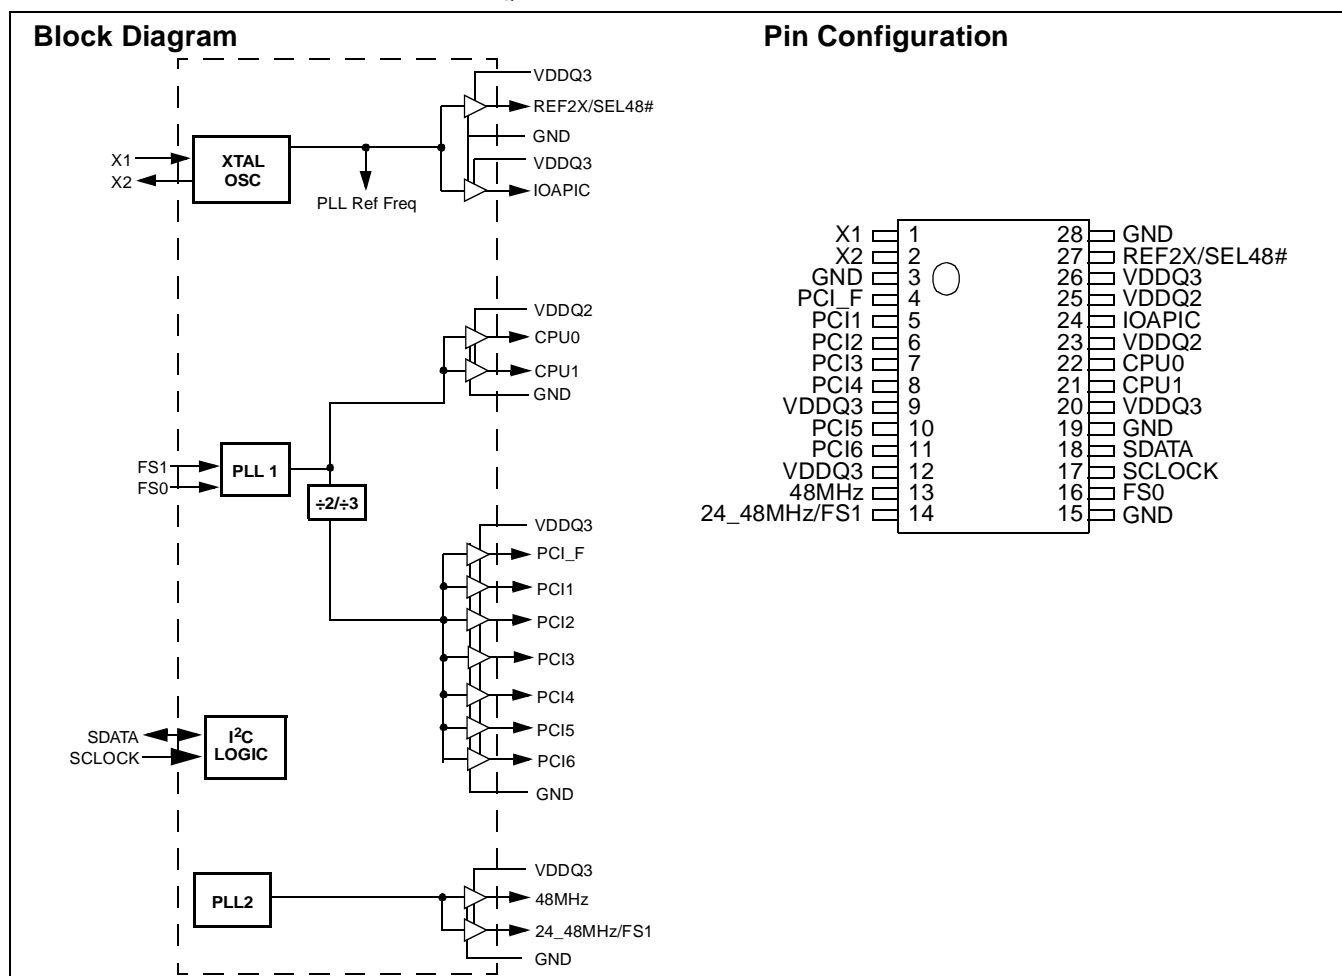 Block Diagram
VDDQ3
REF2X/SEL48#
GND
VDDQ3
IOAPIC
X1
X2
XTAL
OSC
PLL Ref Freq
VDDQ2
CPU0
CPU1
GND
FS1
FS0
PLL 1
÷2/÷3
VDDQ3
PCI_F
PCI1
PCI2
PCI3
PCI4
PCI5
PCI6
GND
SDATA
SCLOCK
I²C
LOGIC
VDDQ3
PLL2
48MHz
24_48MHz/FS1
GND
Pin Configuration
X1 1 28 GND
X2 2 27 REF2X/SEL48#
GND 3 26 VDDQ3
PCI_F 4 25 VDDQ2
PCI1 5 24 IOAPIC
PCI2 6 23 VDDQ2
PCI3 7 22 CPU0
PCI4 8 21 CPU1
VDDQ3 9 20 VDDQ3
PCI5 10 19 GND
PCI6 11 18 SDATA
VDDQ3 12 17 SCLOCK
48MHz 13 16 FS0
24_48MHz/FS1 14 15 GND